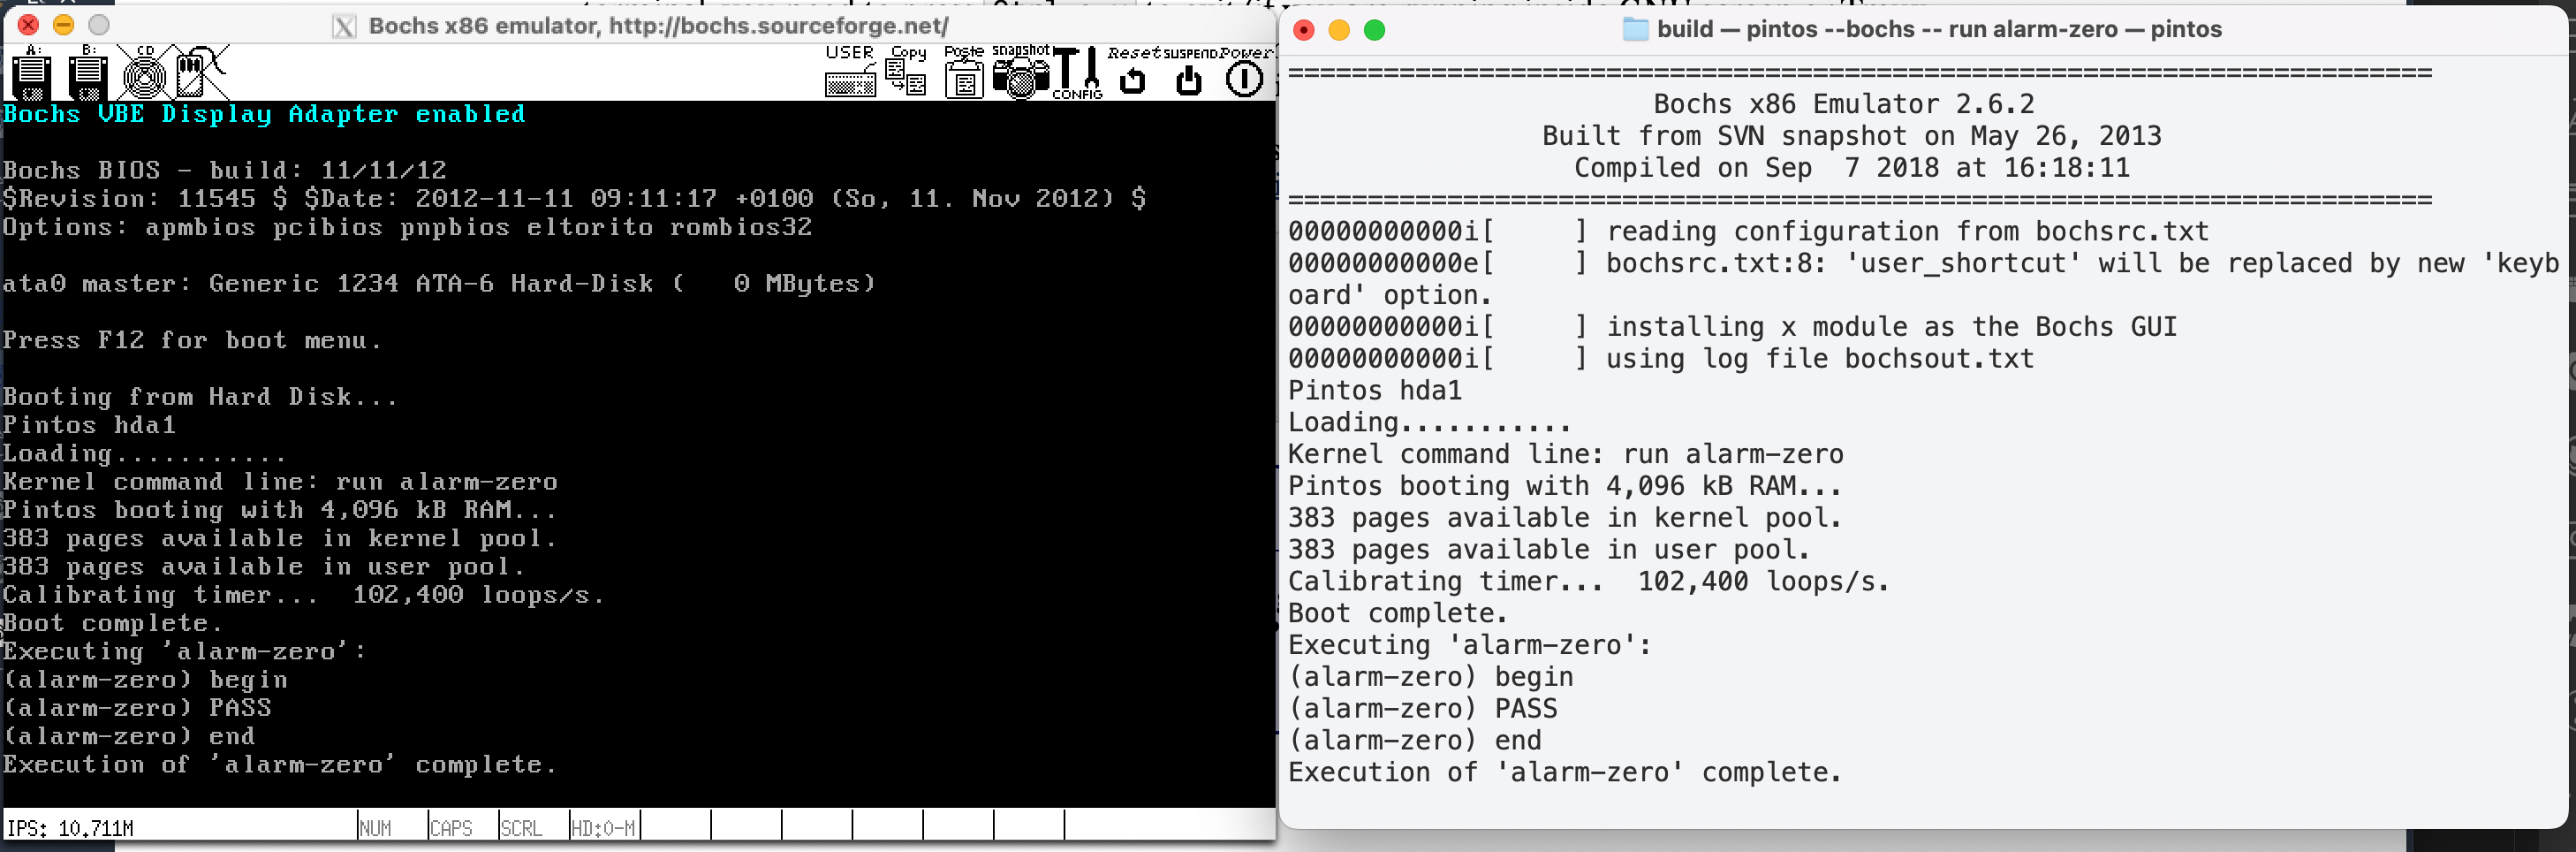 Bochs x86 emulator, http://bochs.sourceforge.net/
A: B: CD USER Copy Paste snapshot CONFIG Reset SUSPEND Power
Bochs VBE Display Adapter enabled
Bochs BIOS - build: 11/11/12
$Revision: 11545 $ $Date: 2012-11-11 09:11:17 +0100 (So, 11. Nov 2012) $
Options: apmbios pcibios pnpbios eltorito rombios32
ata0 master: Generic 1234 ATA-6 Hard-Disk (   0 MBytes)
Press F12 for boot menu.
Booting from Hard Disk...
Pintos hda1
Loading...........
Kernel command line: run alarm-zero
Pintos booting with 4,096 kB RAM...
383 pages available in kernel pool.
383 pages available in user pool.
Calibrating timer...  102,400 loops/s.
Boot complete.
Executing 'alarm-zero':
(alarm-zero) begin
(alarm-zero) PASS
(alarm-zero) end
Execution of 'alarm-zero' complete.
IPS: 10.711M NUM CAPS SCRL HD:0-M
build — pintos --bochs -- run alarm-zero — pintos
========================================================================
Bochs x86 Emulator 2.6.2
Built from SVN snapshot on May 26, 2013
Compiled on Sep  7 2018 at 16:18:11
========================================================================
00000000000i[     ] reading configuration from bochsrc.txt
00000000000e[     ] bochsrc.txt:8: 'user_shortcut' will be replaced by new 'keyb
oard' option.
00000000000i[     ] installing x module as the Bochs GUI
00000000000i[     ] using log file bochsout.txt
Pintos hda1
Loading...........
Kernel command line: run alarm-zero
Pintos booting with 4,096 kB RAM...
383 pages available in kernel pool.
383 pages available in user pool.
Calibrating timer...  102,400 loops/s.
Boot complete.
Executing 'alarm-zero':
(alarm-zero) begin
(alarm-zero) PASS
(alarm-zero) end
Execution of 'alarm-zero' complete.